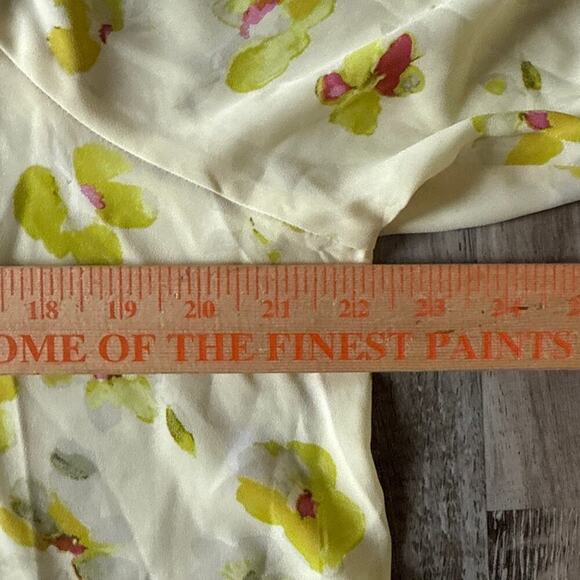 18 19 20 21 22 23 24
OME OF THE FINEST PAINTS